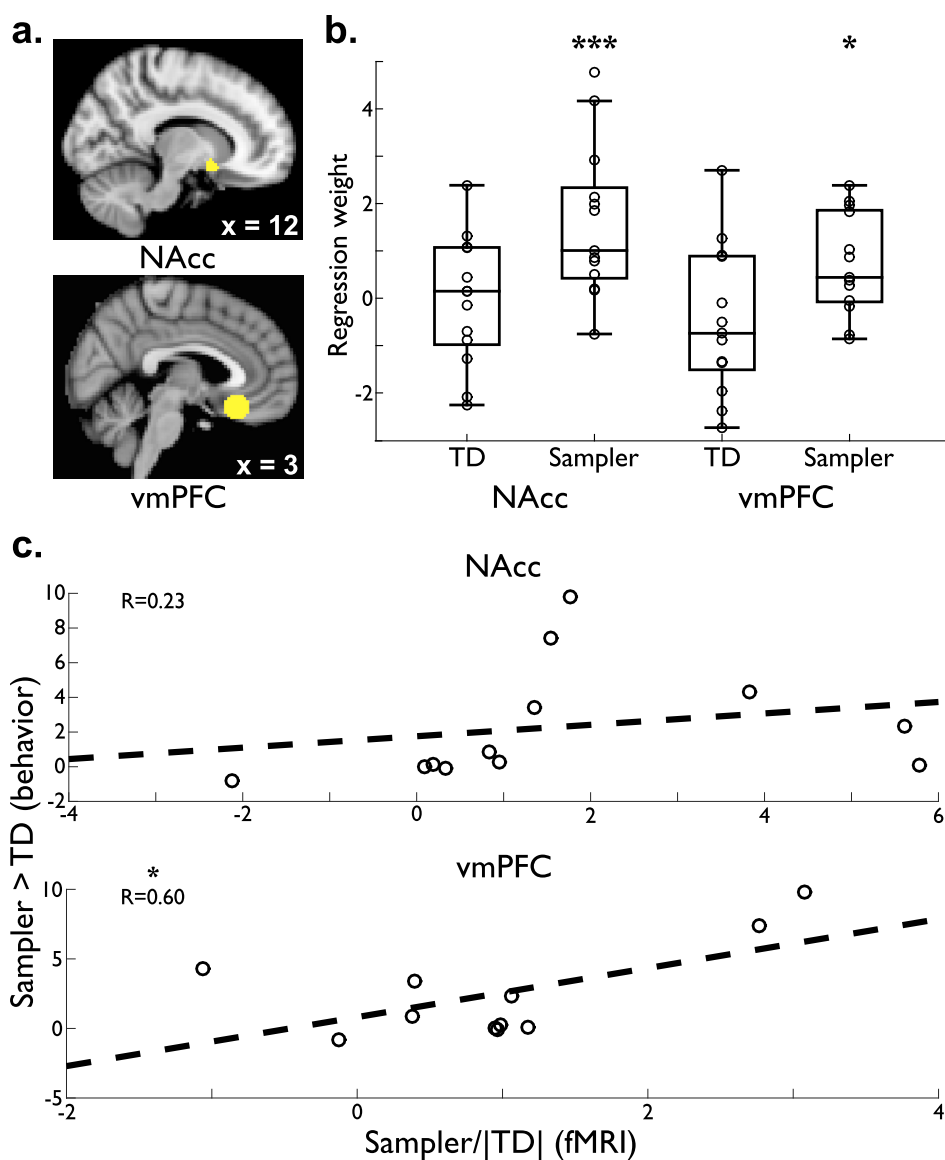 a.
x = 12
NAcc
x = 3
vmPFC
b.
*** *
Regression weight
4
2
0
-2
TD Sampler TD Sampler
NAcc vmPFC
c.
NAcc
R=0.23
10
8
6
4
2
0
-2
-4 -2 0 2 4 6
Sampler > TD (behavior)
vmPFC
*
R=0.60
10
5
0
-5
-2 0 2 4
Sampler/|TD| (fMRI)